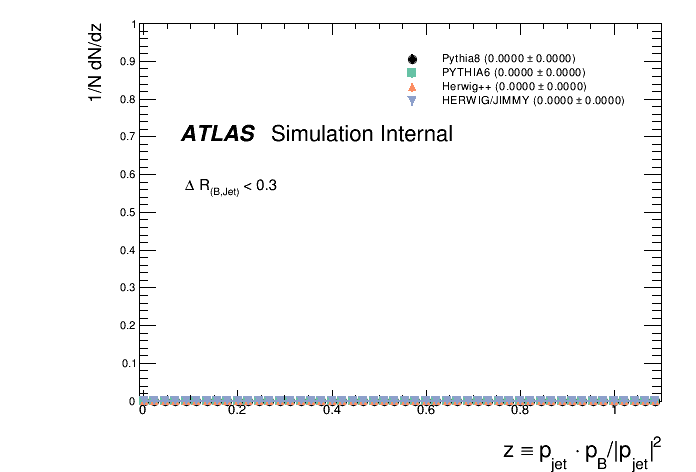 1/N dN/dz
1
0.9
0.8
0.7
0.6
0.5
0.4
0.3
0.2
0.1
0
Pythia8 (0.0000 ± 0.0000)
PYTHIA6 (0.0000 ± 0.0000)
Herwig++ (0.0000 ± 0.0000)
HERWIG/JIMMY (0.0000 ± 0.0000)
ATLAS Simulation Internal
Δ R(B,Jet) < 0.3
0 0.2 0.4 0.6 0.8 1
z ≡ pjet · pB/|pjet|²